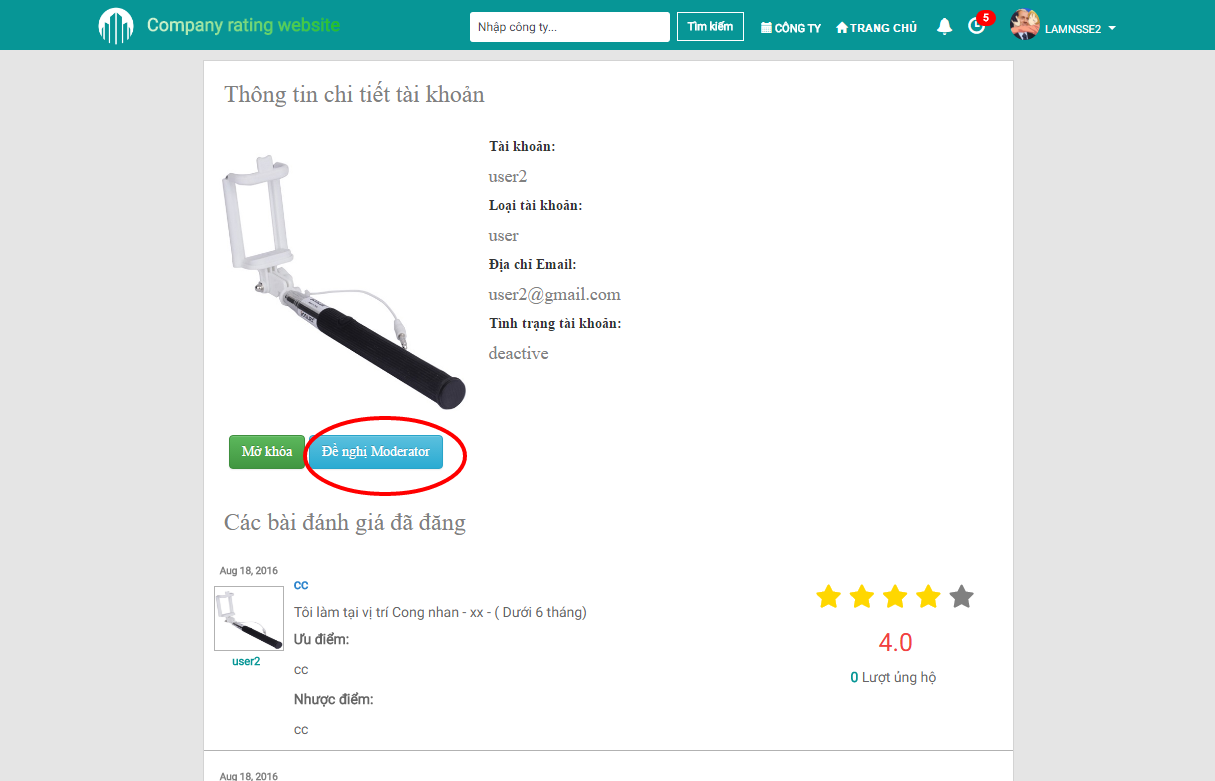 Company rating website
Nhập công ty...
Tìm kiếm
CÔNG TY
TRANG CHỦ
5
LAMNSSE2
Thông tin chi tiết tài khoản
Tài khoản:
user2
Loại tài khoản:
user
Địa chỉ Email:
user2@gmail.com
Tình trạng tài khoản:
deactive
Mở khóa
Đề nghị Moderator
Các bài đánh giá đã đăng
Aug 18, 2016
cc
Tôi làm tại vị trí Cong nhan - xx - ( Dưới 6 tháng)
Ưu điểm:
user2
cc
Nhược điểm:
cc
4.0
0 Lượt ủng hộ
Aug 18, 2016